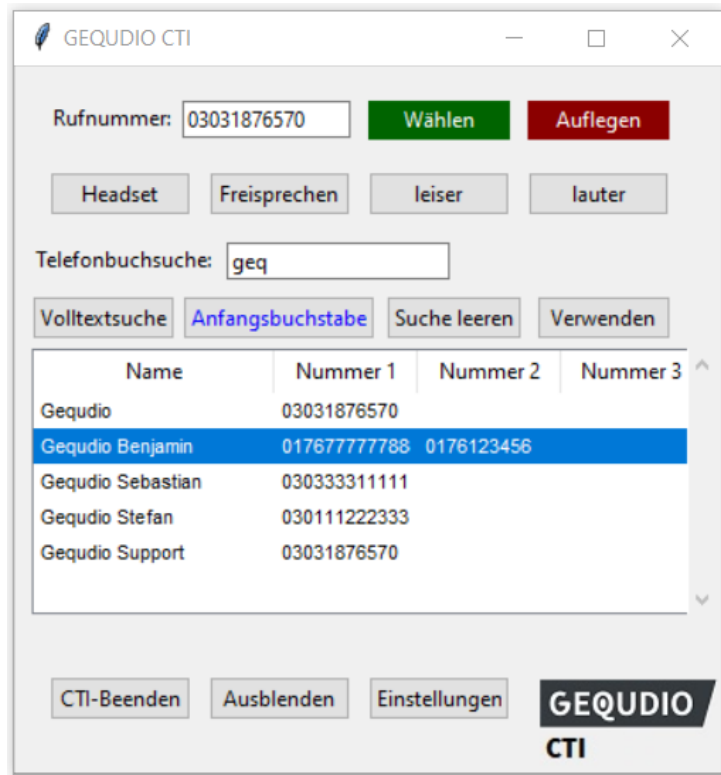 GEQUDIO CTI
Rufnummer: 03031876570 Wählen Auflegen
Headset Freisprechen leiser lauter
Telefonbuchsuche: geq
Volltextsuche Anfangsbuchstabe Suche leeren Verwenden
Name Nummer 1 Nummer 2 Nummer 3
Gequdio 03031876570
Gequdio Benjamin 017677777788 0176123456
Gequdio Sebastian 030333311111
Gequdio Stefan 030111222333
Gequdio Support 03031876570
CTI-Beenden Ausblenden Einstellungen GEQUDIO
CTI